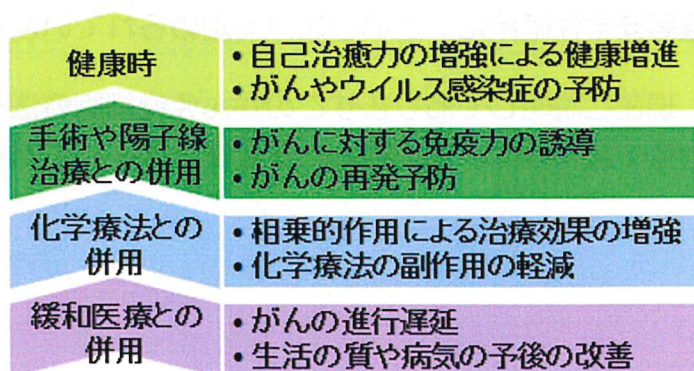 健康時
・自己治癒力の増強による健康増進
・がんやウイルス感染症の予防
手術や陽子線
治療との併用
・がんに対する免疫力の誘導
・がんの再発予防
化学療法との
併用
・相乗的作用による治療効果の増強
・化学療法の副作用の軽減
緩和医療との
併用
・がんの進行遅延
・生活の質や病気の予後の改善